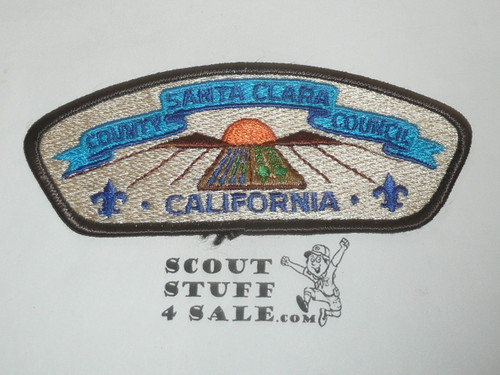 SANTA CLARA
COUNTY COUNCIL
· CALIFORNIA ·
SCOUT
STUFF
4 SALE.COM